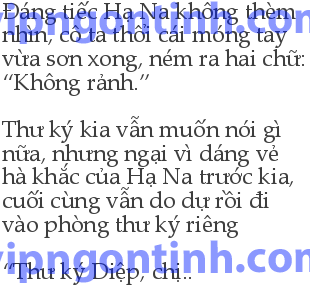 Đáng tiếc Hạ Na không thèm
nhìn, cô ta thổi cái móng tay
vừa sơn xong, ném ra hai chữ:
“Không rảnh.”
Thư ký kia vẫn muốn nói gì
nữa, nhưng ngại vì dáng vẻ
hà khắc của Hạ Na trước kia,
cuối cùng vẫn do dự rồi đi
vào phòng thư ký riêng
vipngontinh.com
“Thư ký Diệp, chị..